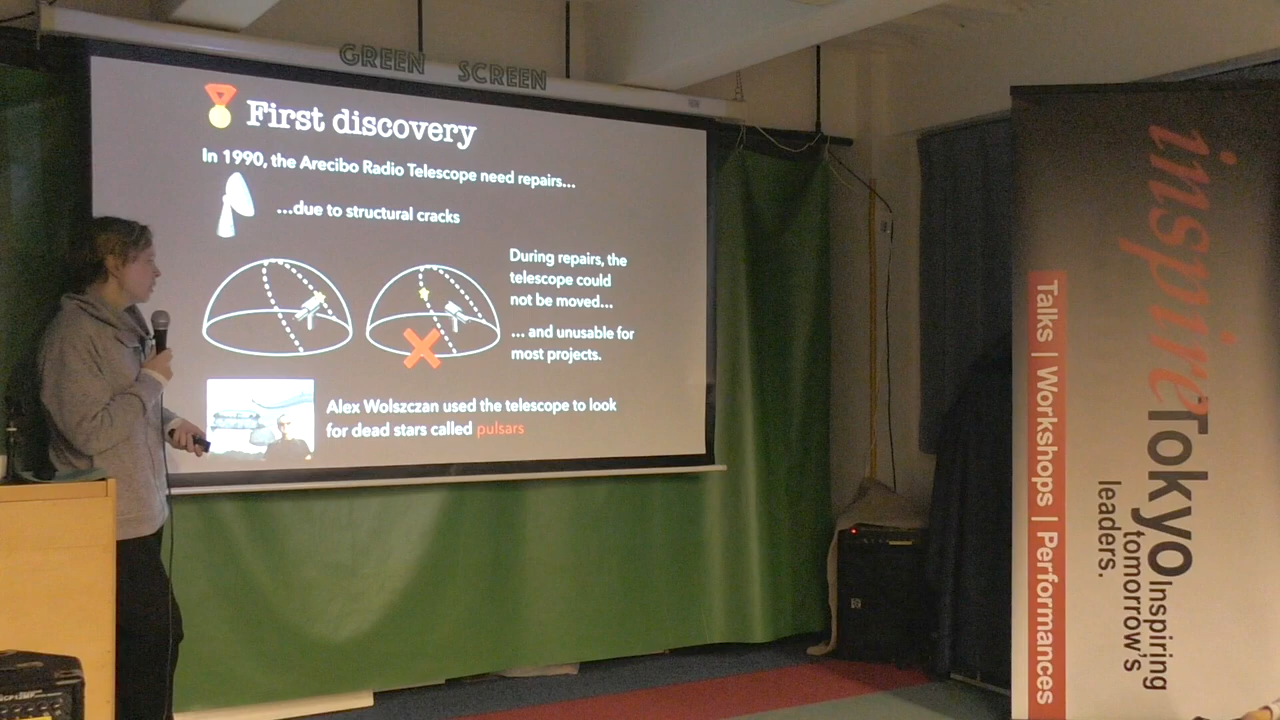 GREEN SCREEN
First discovery
In 1990, the Arecibo Radio Telescope need repairs...
...due to structural cracks
During repairs, the
telescope could
not be moved...
... and unusable for
most projects.
Alex Wolszczan used the telescope to look
for dead stars called pulsars
inspireTokyo
Inspiring
tomorrow's
leaders.
Talks | Workshops | Performances